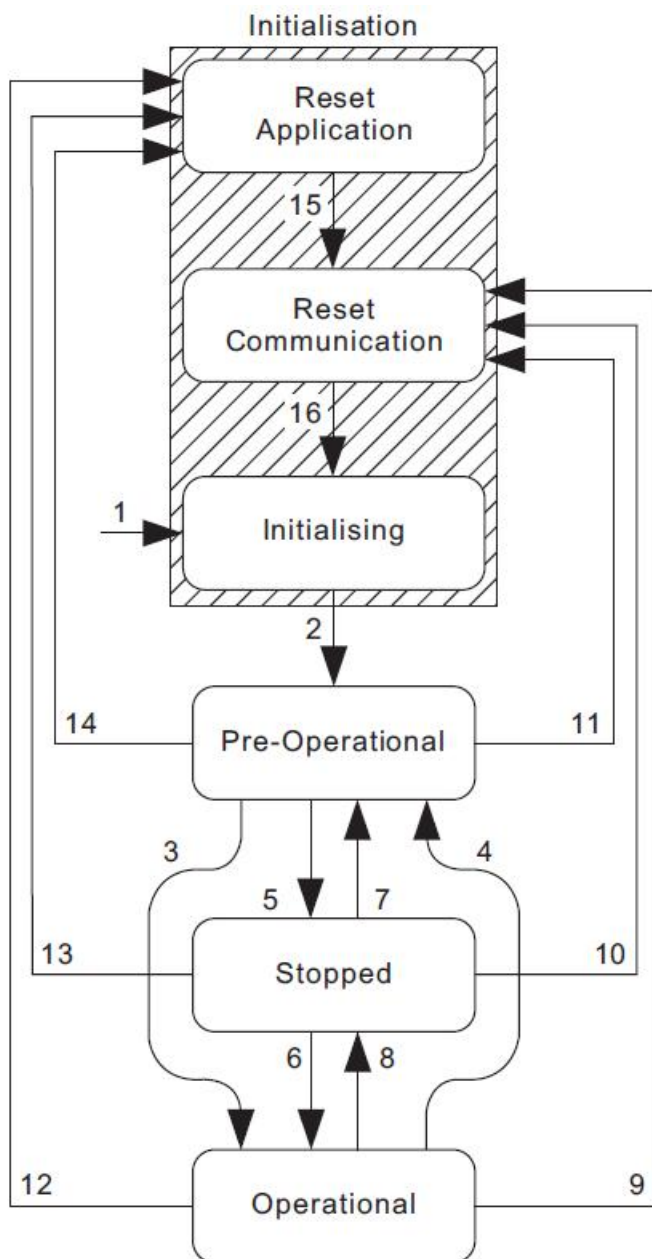 Initialisation
Reset
Application
15
Reset
Communication
16
1
Initialising
2
14
Pre-Operational
11
3
4
5
7
13
Stopped
10
6
8
12
Operational
9